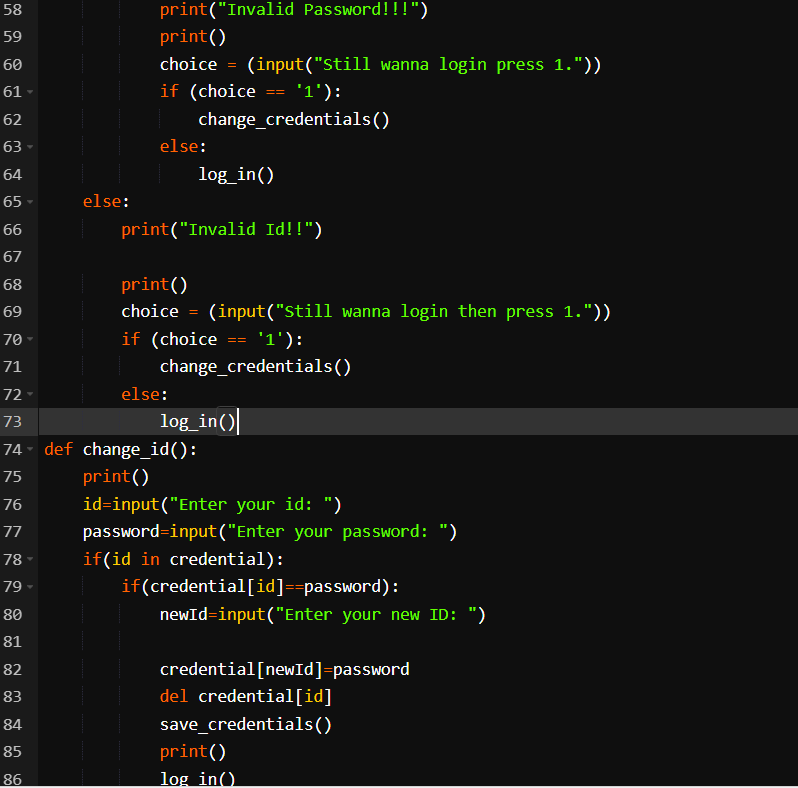 58 print("Invalid Password!!!")
59 print()
60 choice = (input("Still wanna login press 1."))
61 if (choice == '1'):
62 change_credentials()
63 else:
64 log_in()
65 else:
66 print("Invalid Id!!")
67
68 print()
69 choice = (input("Still wanna login then press 1."))
70 if (choice == '1'):
71 change_credentials()
72 else:
73 log_in()
74 def change_id():
75 print()
76 id=input("Enter your id: ")
77 password=input("Enter your password: ")
78 if(id in credential):
79 if(credential[id]==password):
80 newId=input("Enter your new ID: ")
81
82 credential[newId]=password
83 del credential[id]
84 save_credentials()
85 print()
86 log_in()